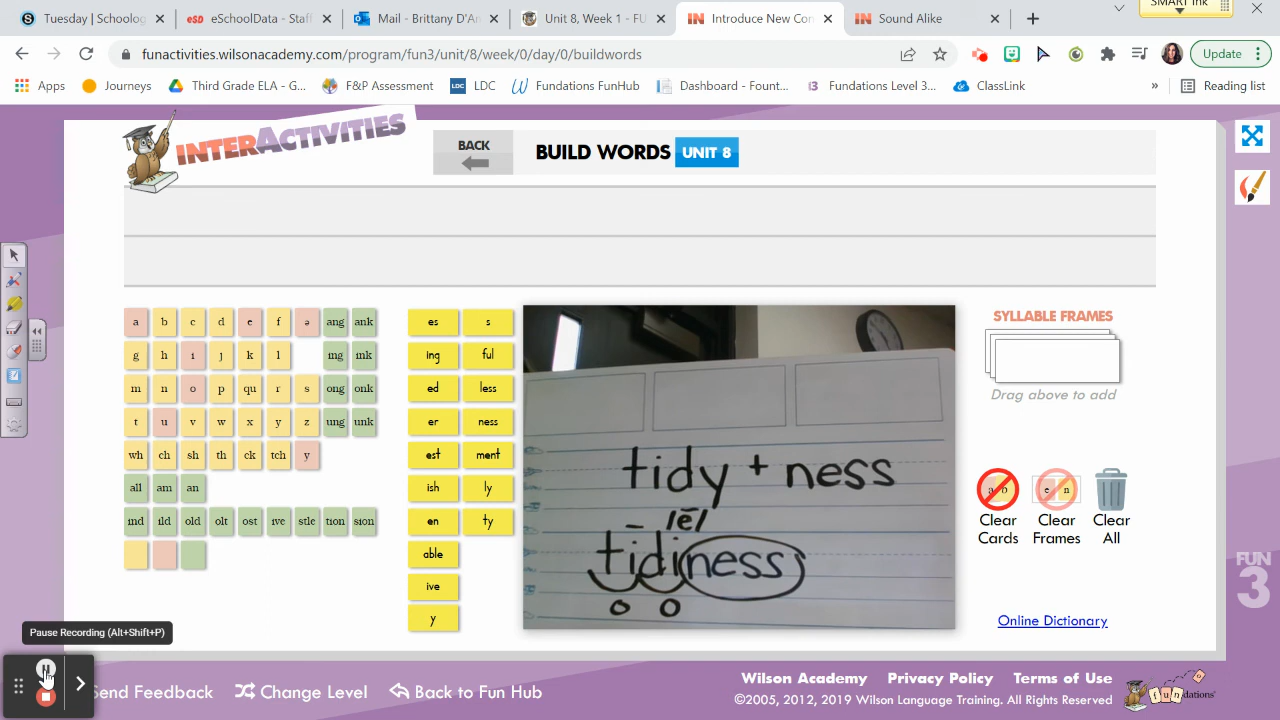 Tuesday | Schoolog
eSchoolData - Staff
Mail - Brittany D'An
Unit 8, Week 1 - FU
Introduce New Con
Sound Alike
SMART Ink
funactivities.wilsonacademy.com/program/fun3/unit/8/week/0/day/0/buildwords
Update
Apps
Journeys
Third Grade ELA - G...
F&P Assessment
LDC LDC
Fundations FunHub
Dashboard - Fount...
Fundations Level 3...
ClassLink
»
Reading list
INTERACTIVITIES
BACK
BUILD WORDS UNIT 8
a b c d e f ə ang ank
g h i j k l ing ink
m n o p qu r s ong onk
t u v w x y z ung unk
wh ch sh th ck tch y
all am an
ind ild old olt ost ive stle tion sion
es s
ing ful
ed less
er ness
est ment
ish ly
en ty
able
ive
y
tidy + ness
/ē/
tidiness
o o
SYLLABLE FRAMES
Drag above to add
a b
e n
Clear Cards
Clear Frames
Clear All
Online Dictionary
FUN 3
Pause Recording (Alt+Shift+P)
Send Feedback
Change Level
Back to Fun Hub
Wilson Academy Privacy Policy Terms of Use
©2005, 2012, 2019 Wilson Language Training. All Rights Reserved
fundations